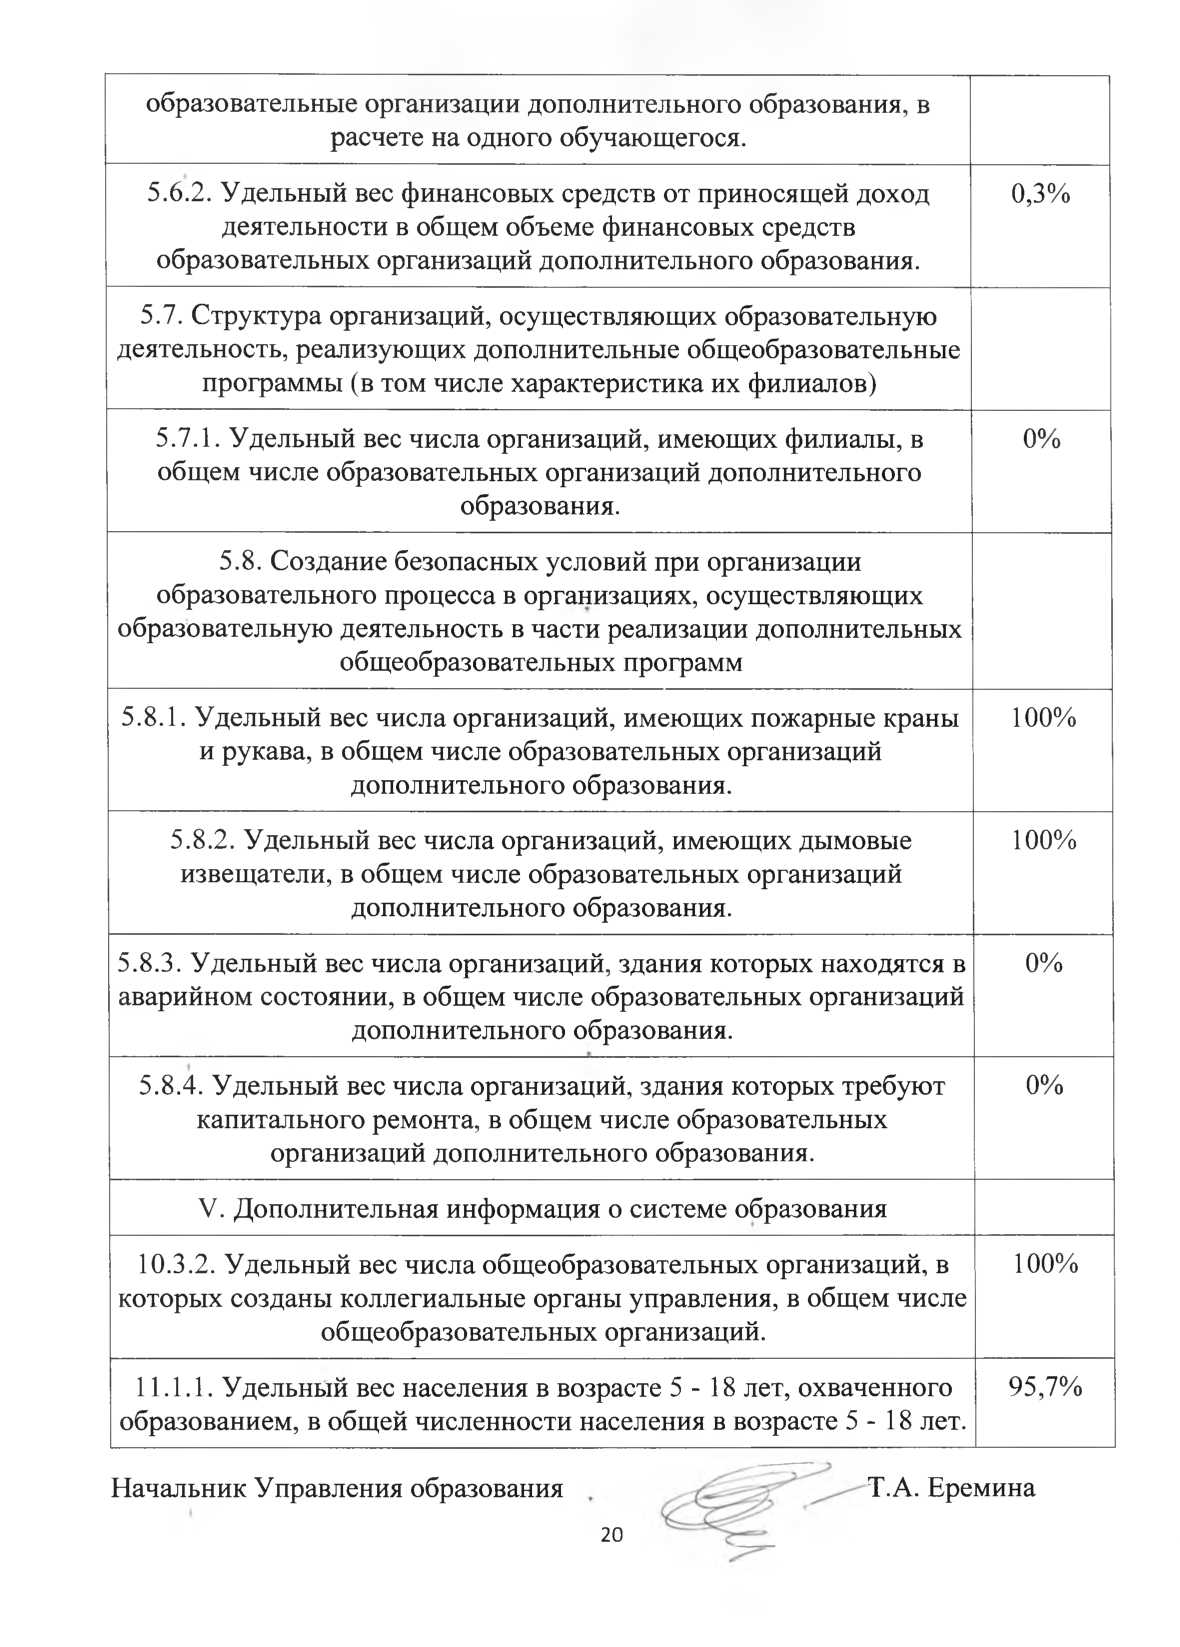 образовательные организации дополнительного образования, в
расчете на одного обучающегося.
5.6.2. Удельный вес финансовых средств от приносящей доход
0,3%
деятельности в общем объеме финансовых средств
образовательных организаций дополнительного образования.
5.7. Структура организаций, осуществляющих образовательную
деятельность, реализующих дополнительные общеобразовательные
программы (в том числе характеристика их филиалов)
5.7.1. Удельный вес числа организаций, имеющих филиалы, в
0%
общем числе образовательных организаций дополнительного
образования.
5.8. Создание безопасных условий при организации
образовательного процесса в организациях, осуществляющих
образовательную деятельность в части реализации дополнительных
общеобразовательных программ
5.8.1. Удельный вес числа организаций, имеющих пожарные краны
100%
и рукава, в общем числе образовательных организаций
дополнительного образования.
5.8.2. Удельный вес числа организаций, имеющих дымовые
100%
извещатели, в общем числе образовательных организаций
дополнительного образования.
5.8.3. Удельный вес числа организаций, здания которых находятся в
0%
аварийном состоянии, в общем числе образовательных организаций
дополнительного образования.
5.8.4. Удельный вес числа организаций, здания которых требуют
0%
капитального ремонта, в общем числе образовательных
организаций дополнительного образования.
V. Дополнительная информация о системе образования
10.3.2. Удельный вес числа общеобразовательных организаций, в
100%
которых созданы коллегиальные органы управления, в общем числе
общеобразовательных организаций.
11.1.1. Удельный вес населения в возрасте 5 - 18 лет, охваченного
95,7%
образованием, в общей численности населения в возрасте 5 - 18 лет.
Начальник Управления образования
Т.А. Еремина
20